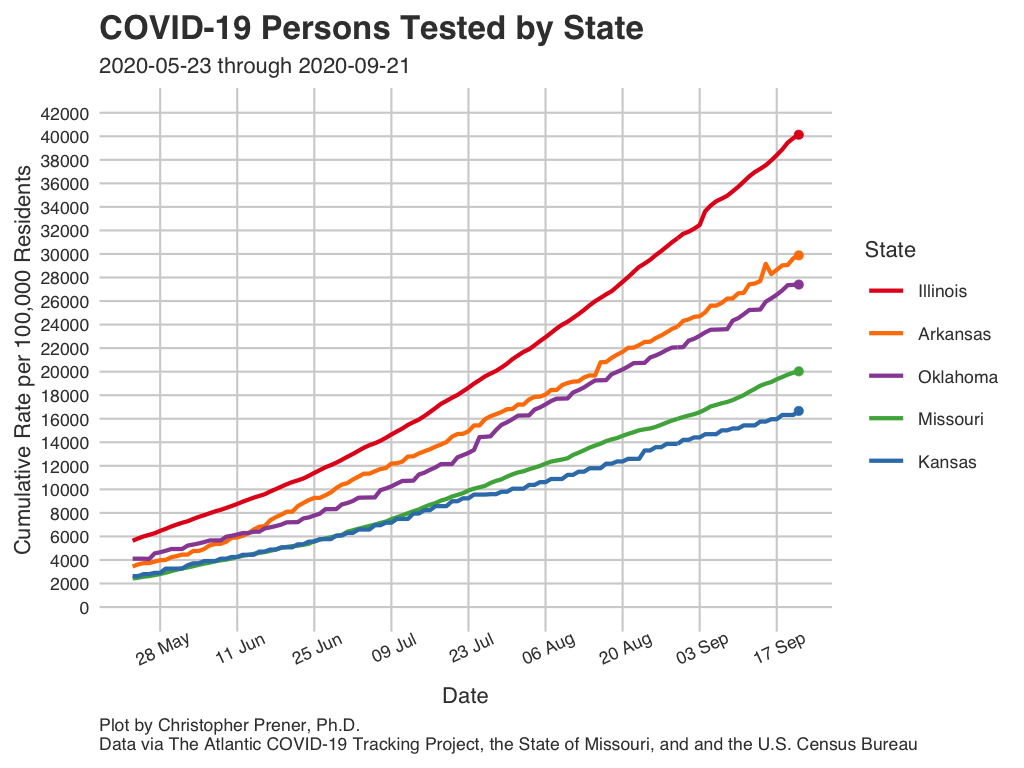 COVID-19 Persons Tested by State
2020-05-23 through 2020-09-21
Cumulative Rate per 100,000 Residents
42000
40000
38000
36000
34000
32000
30000
28000
26000
24000
22000
20000
18000
16000
14000
12000
10000
8000
6000
4000
2000
0
28 May
11 Jun
25 Jun
09 Jul
23 Jul
06 Aug
20 Aug
03 Sep
17 Sep
Date
State
Illinois
Arkansas
Oklahoma
Missouri
Kansas
Plot by Christopher Prener, Ph.D.
Data via The Atlantic COVID-19 Tracking Project, the State of Missouri, and and the U.S. Census Bureau